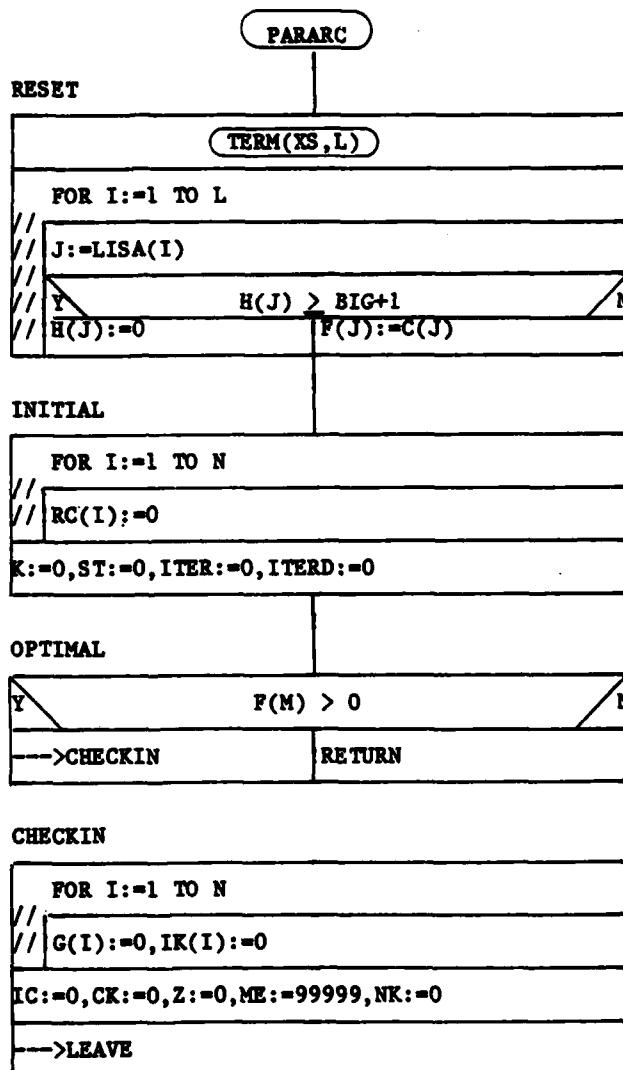 PARARC
RESET
TERM(XS,L)
FOR I:=1 TO L
//
// J:=LISA(I)
//
// Y H(J) ≥ BIG+1 N
// H(J):=0 F(J):=C(J)
INITIAL
FOR I:=1 TO N
//
// RC(I):=0
K:=0,ST:=0,ITER:=0,ITERD:=0
OPTIMAL
Y F(M) > 0 N
--->CHECKIN RETURN
CHECKIN
FOR I:=1 TO N
//
// G(I):=0,IK(I):=0
IC:=0,CK:=0,Z:=0,ME:=99999,NK:=0
--->LEAVE